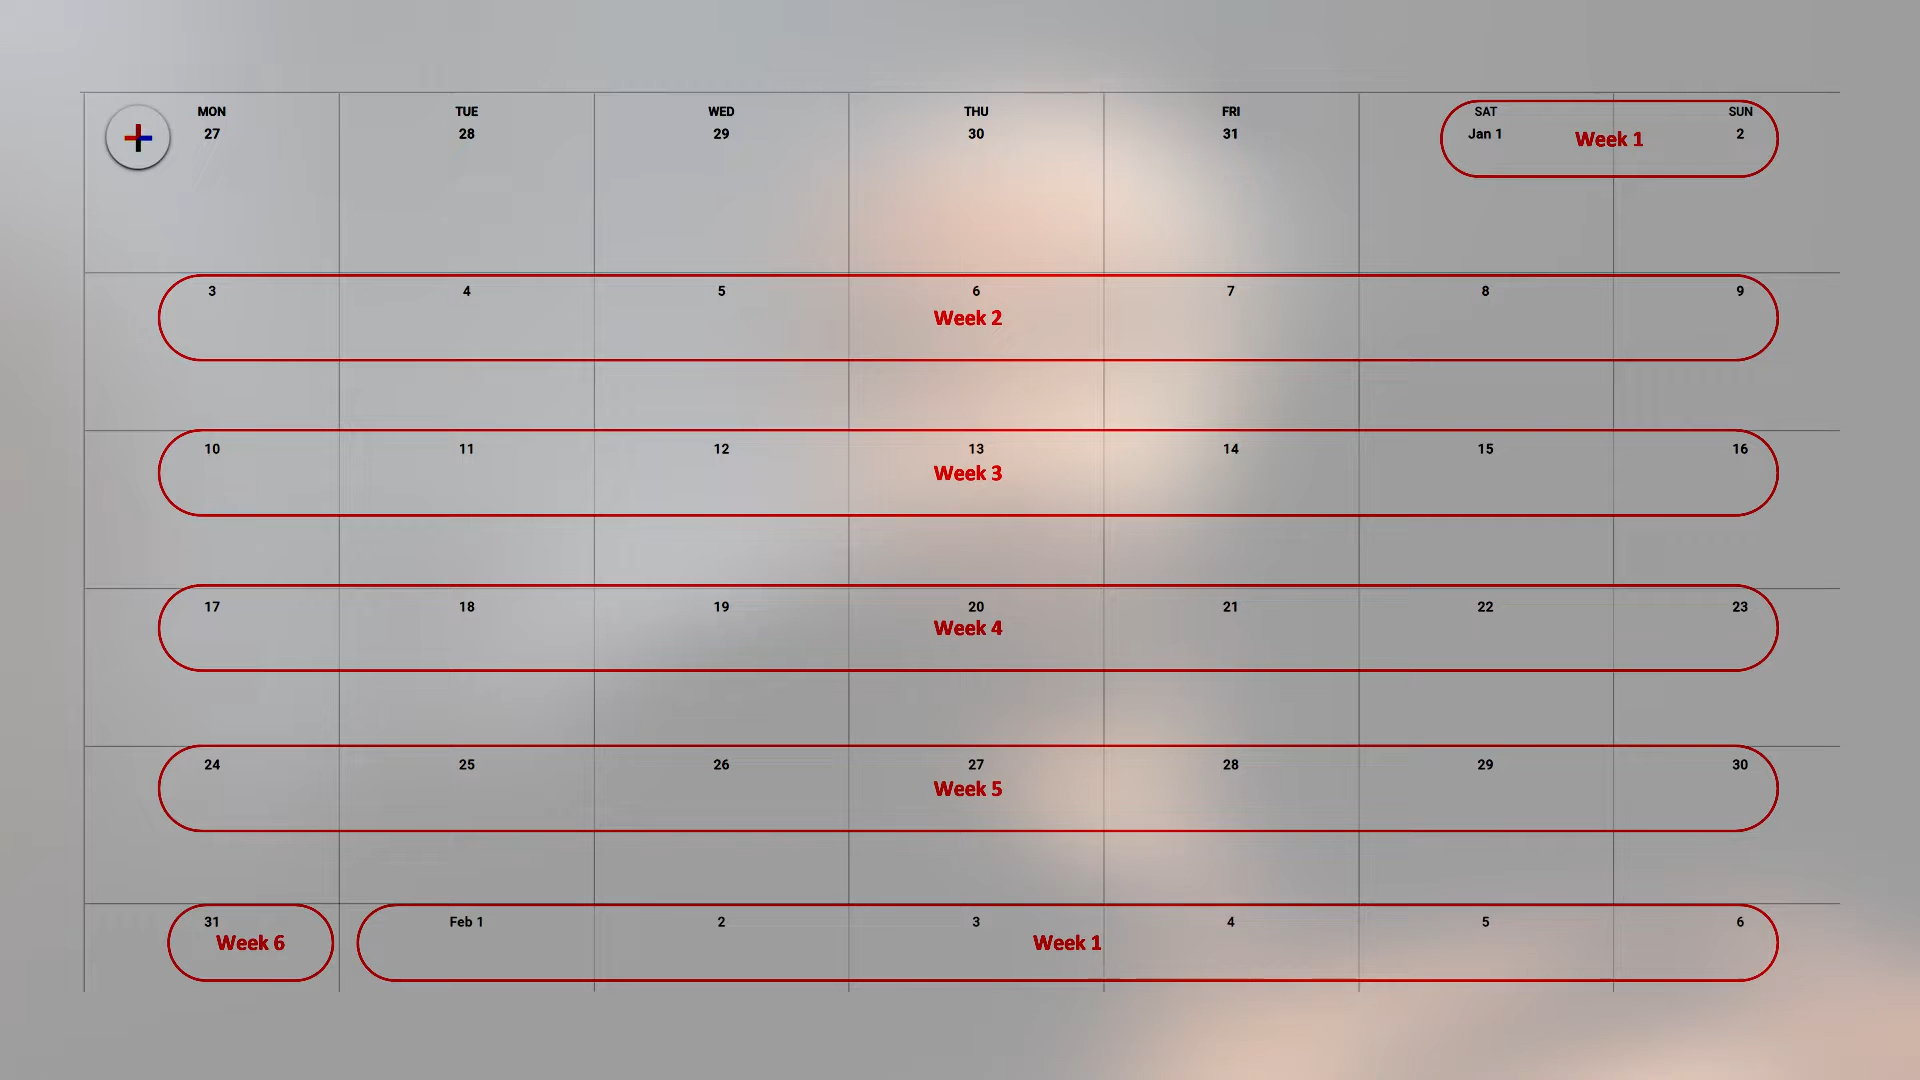 MON TUE WED THU FRI SAT SUN
27 28 29 30 31 Jan 1 Week 1 2
3 4 5 6 7 8 9
Week 2
10 11 12 13 14 15 16
Week 3
17 18 19 20 21 22 23
Week 4
24 25 26 27 28 29 30
Week 5
31 Feb 1 2 3 4 5 6
Week 6 Week 1